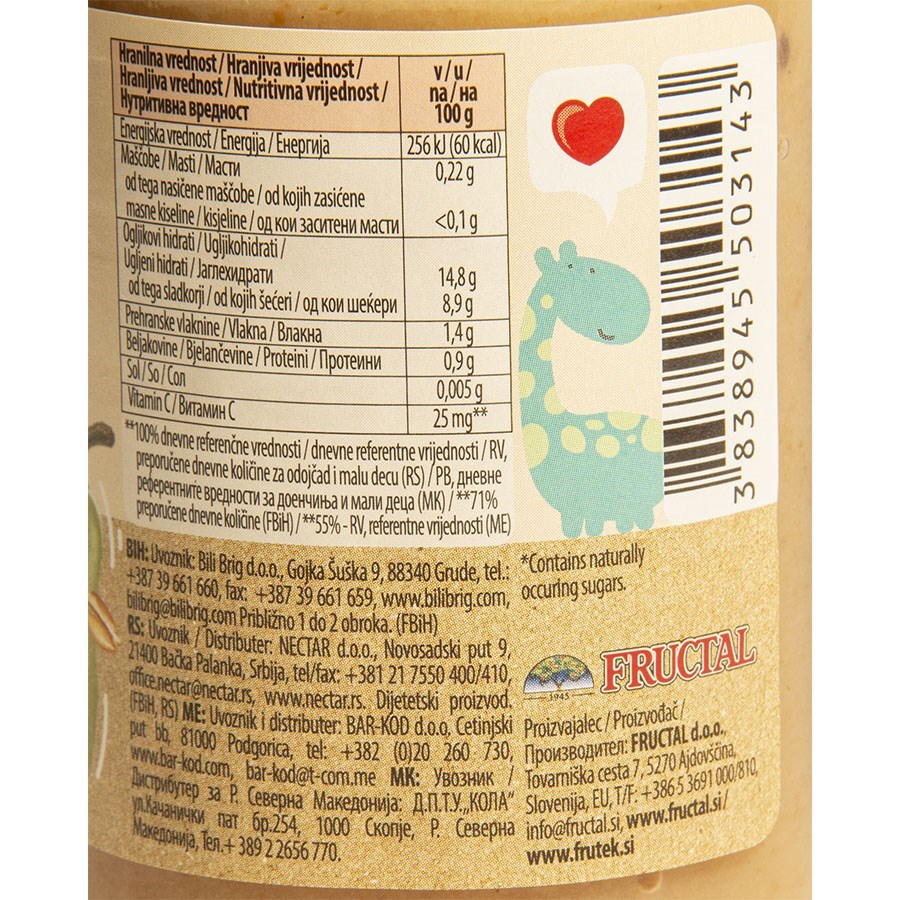 Hranilna vrednost / Hranjiva vrijednost /
Hranljiva vrednost / Nutritivna vrijednost /
Нутритивна вредност
v / u /
na / на
100 g
Energijska vrednost / Energija / Енергија 256 kJ (60 kcal)
Maščobe / Masti / Масти 0,22 g
od tega nasičene maščobe / od kojih zasićene
masne kiseline / kisjeline / од кои заситени масти <0,1 g
Ogljikovi hidrati / Ugljikohidrati /
Ugljeni hidrati / Јаглехидрати 14,8 g
od tega sladkorji / od kojih šećeri / од кои шеќери 8,9 g
Prehranske vlaknine / Vlakna / Влакна 1,4 g
Beljakovine / Bjelančevine / Proteini / Протеини 0,9 g
Sol / So / Сол 0,005 g
Vitamin C / Витамин C 25 mg**
**100% dnevne referenčne vrednosti / dnevne referentne vrijednosti / RV,
preporučene dnevne količine za odojčad i malu decu (RS) / РВ, дневне
референтните вредности за доенчиња и мали деца (МК) / **71%
preporučene dnevne količine (FBiH) / **55% - RV, referentne vrijednosti (ME)
BIH: Uvoznik: Bili Brig d.o.o., Gojka Šuška 9, 88340 Grude, tel.:
+387 39 661 660, fax: +387 39 661 659, www.bilibrig.com,
bilibrig@bilibrig.com Približno 1 do 2 obroka. (FBiH)
RS: Uvoznik / Distributer: NECTAR d.o.o., Novosadski put 9,
21400 Bačka Palanka, Srbija, tel/fax: +381 21 7550 400/410,
office.nectar@nectar.rs, www.nectar.rs. Dijetetski proizvod.
(FBiH, RS) ME: Uvoznik i distributer: BAR-KOD d.o.o, Cetinjski
put bb, 81000 Podgorica, tel: +382 (0)20 260 730,
www.bar-kod.com, bar-kod@t-com.me МК: Увозник /
Дистрибутер за Р. Северна Македонија: Д.П.Т.У.„КОЛА"
ул.Качанички пат бр.254, 1000 Скопје, Р. Северна
Македонија, Тел.+ 389 2 2656 770.
3838945503143
*Contains naturally
occuring sugars.
1945
FRUCTAL
Proizvajalec / Proizvođač /
Производител: FRUCTAL d.o.o.,
Tovarniška cesta 7, 5270 Ajdovščina,
Slovenija, EU, T/F: +386 5 3691 000/810,
info@fructal.si, www.fructal.si /
www.frutek.si